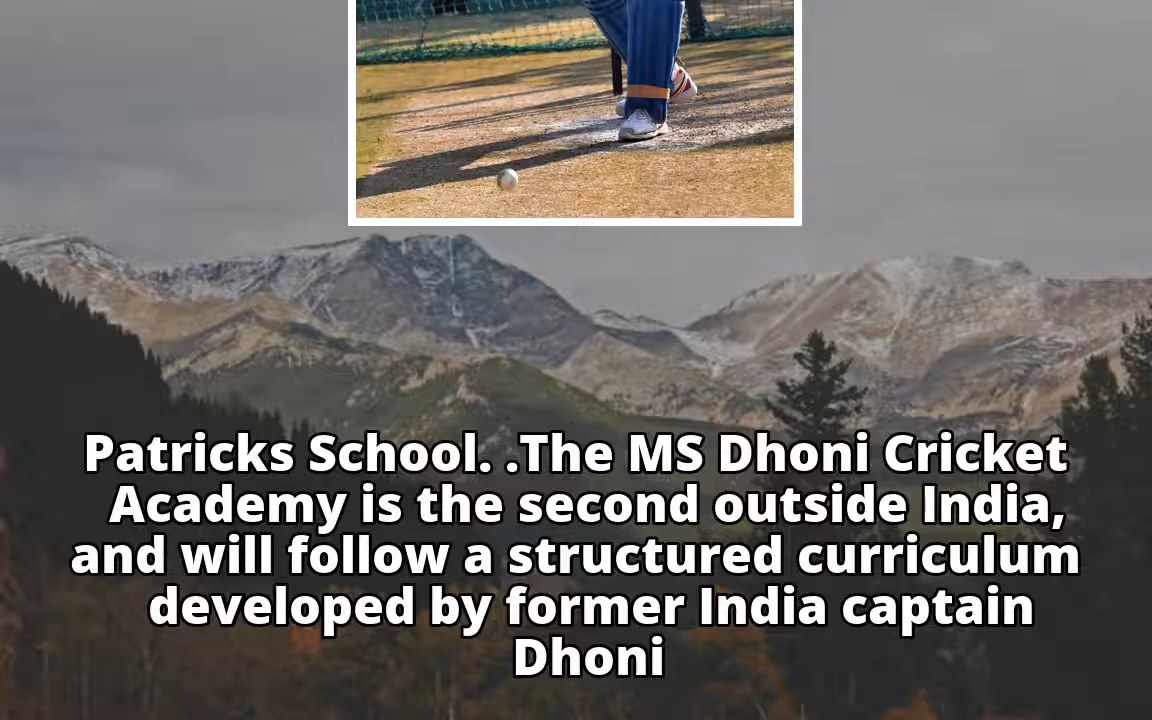 Patricks School. .The MS Dhoni Cricket
Academy is the second outside India,
and will follow a structured curriculum
developed by former India captain
Dhoni